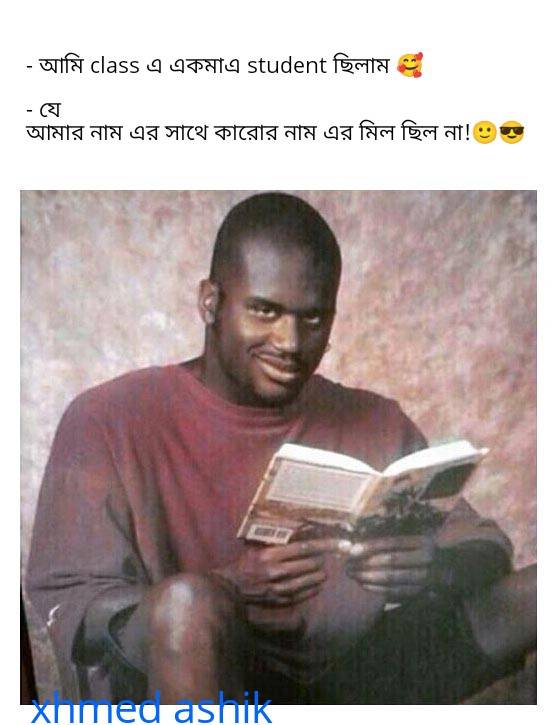 - আমি class এ একমাএ student ছিলাম 🥰
- যে
আমার নাম এর সাথে কারোর নাম এর মিল ছিল না!🙂😎
xhmed ashik